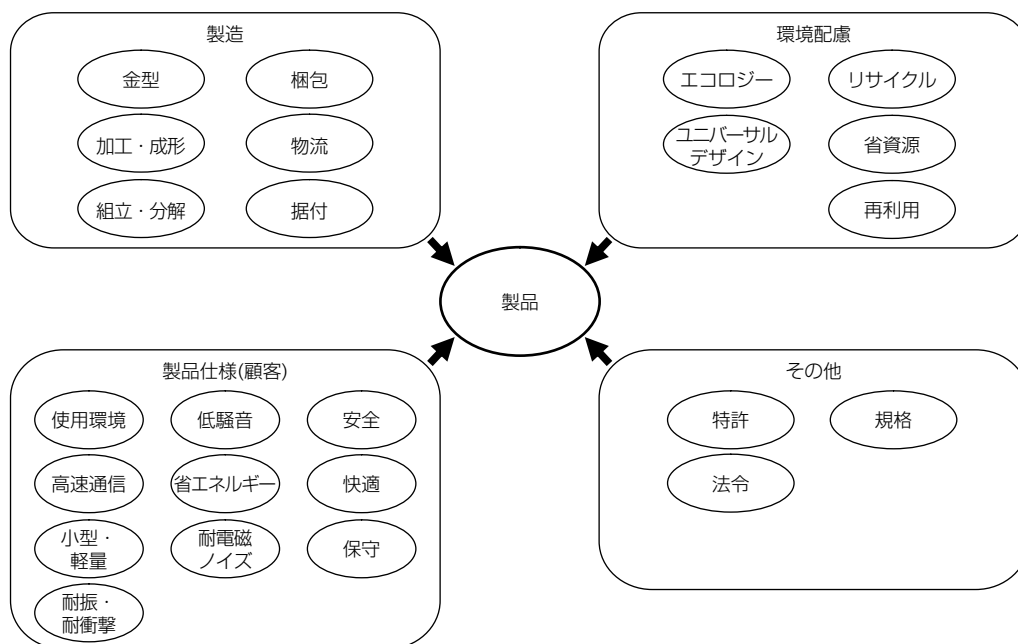 製造
金型
梱包
加工・成形
物流
組立・分解
据付
環境配慮
エコロジー
リサイクル
ユニバーサル
デザイン
省資源
再利用
製品
製品仕様(顧客)
使用環境
低騒音
安全
高速通信
省エネルギー
快適
小型・
軽量
耐電磁
ノイズ
保守
耐振・
耐衝撃
その他
特許
規格
法令